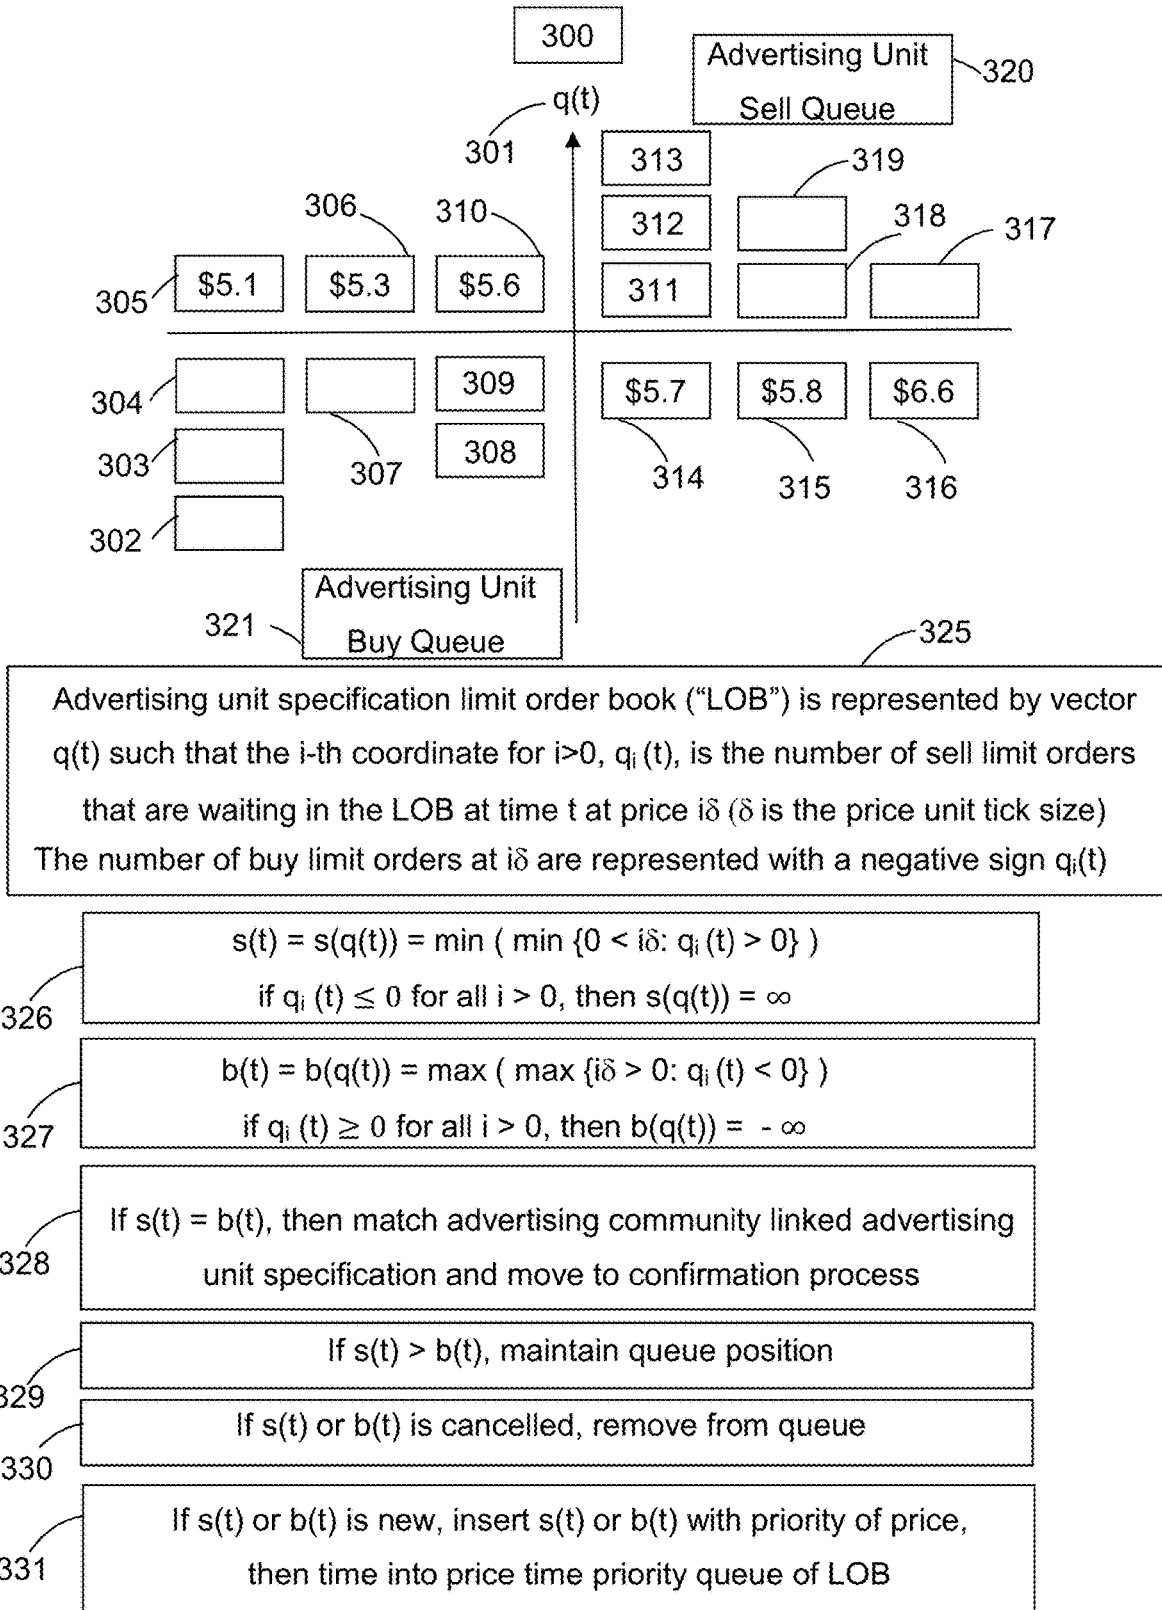 300
Advertising Unit
Sell Queue
320
q(t)
301
313
319
306
310
312
318
317
305
$5.1
$5.3
$5.6
311
304
309
$5.7
$5.8
$6.6
303
307
308
314
315
316
302
Advertising Unit
Buy Queue
321
325
Advertising unit specification limit order book (“LOB”) is represented by vector
q(t) such that the i-th coordinate for i>0, qᵢ (t), is the number of sell limit orders
that are waiting in the LOB at time t at price iδ (δ is the price unit tick size)
The number of buy limit orders at iδ are represented with a negative sign qᵢ(t)
s(t) = s(q(t)) = min ( min {0 < iδ: qᵢ (t) > 0} )
if qᵢ (t) ≤ 0 for all i > 0, then s(q(t)) = ∞
326
b(t) = b(q(t)) = max ( max {iδ > 0: qᵢ (t) < 0} )
if qᵢ (t) ≥ 0 for all i > 0, then b(q(t)) = - ∞
327
If s(t) = b(t), then match advertising community linked advertising
unit specification and move to confirmation process
328
If s(t) > b(t), maintain queue position
329
If s(t) or b(t) is cancelled, remove from queue
330
If s(t) or b(t) is new, insert s(t) or b(t) with priority of price,
then time into price time priority queue of LOB
331